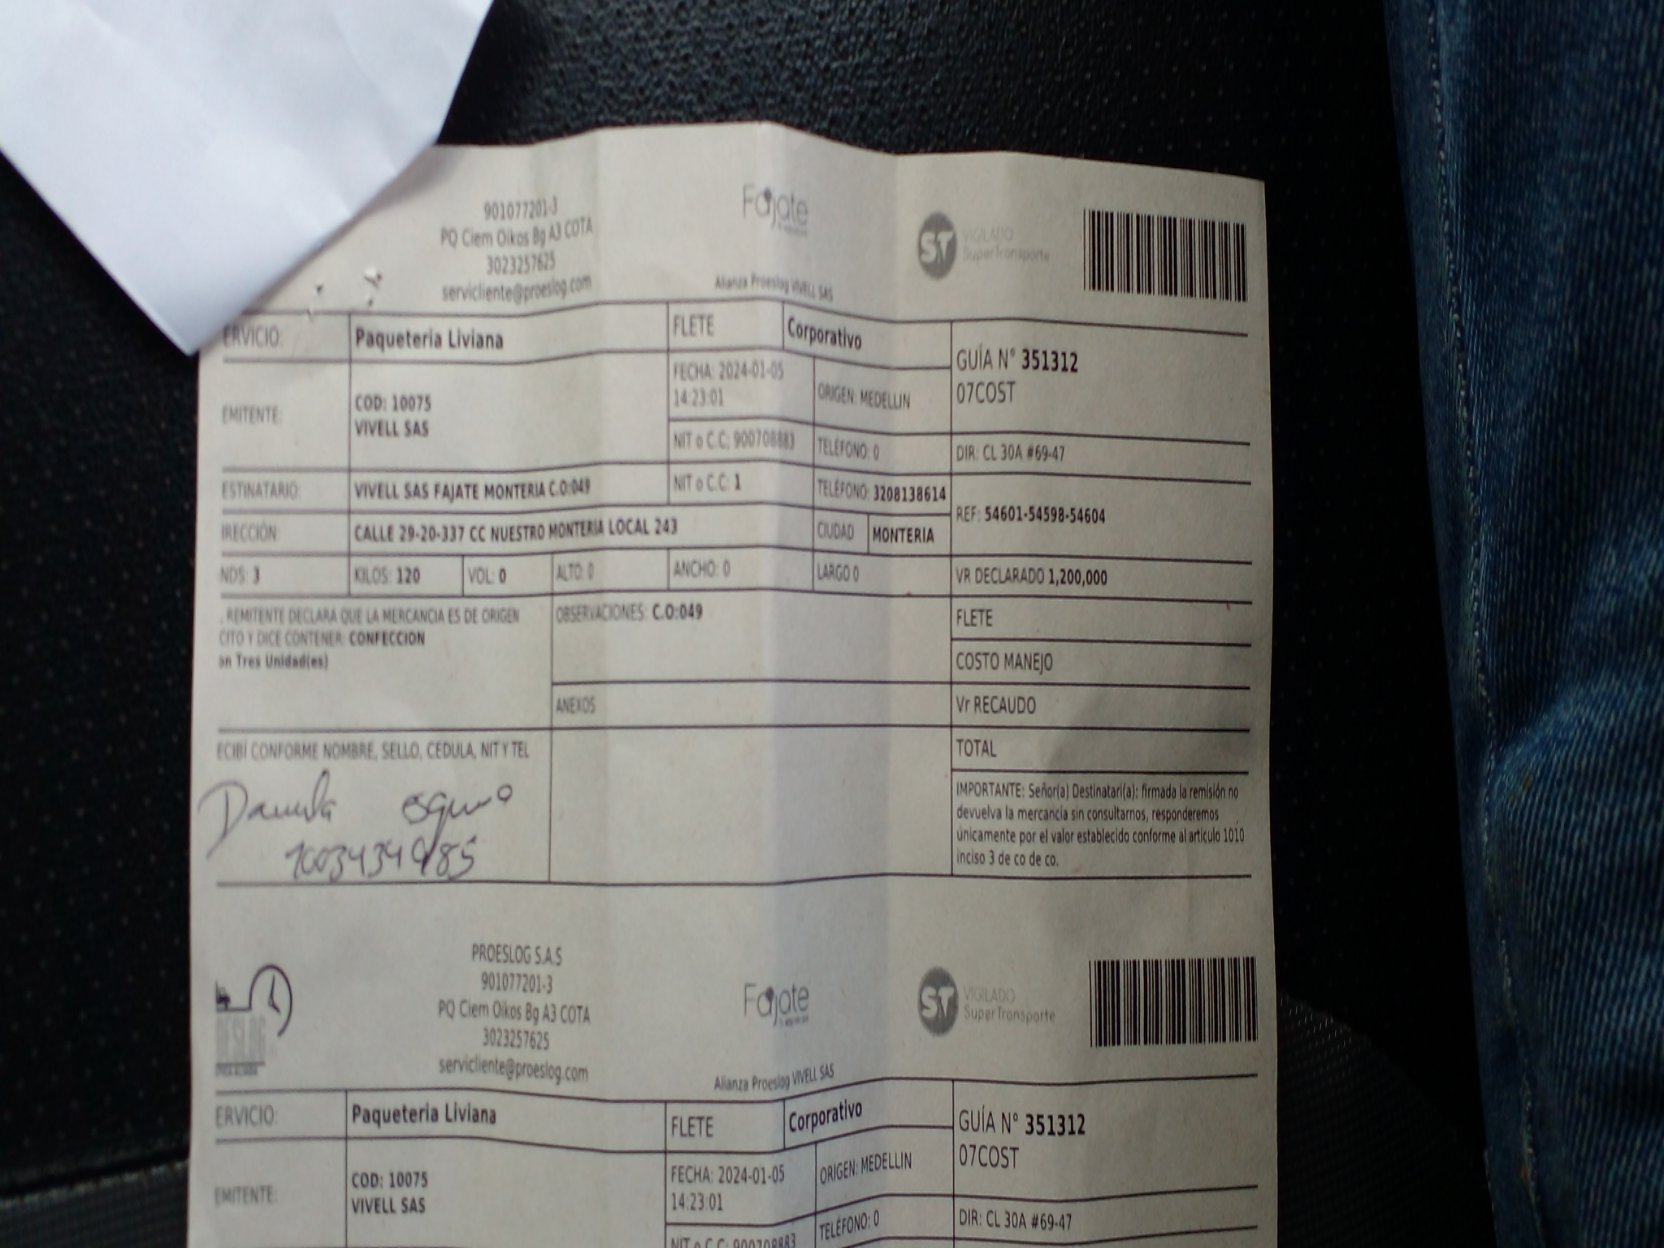 901077201-3
PQ Ciem Oikos Bg A3 COTA
3023257625
servicliente@proeslog.com
Fajate
Alianza Proeslog VIVELL SAS
ST VIGILADO
SuperTransporte
ERVICIO: Paquetería Liviana FLETE Corporativo
GUÍA N° 351312
07COST
EMITENTE: COD: 10075
VIVELL SAS
FECHA: 2024-01-05
14:23:01
ORIGEN: MEDELLIN
NIT o C.C: 900708883 TELÉFONO: 0 DIR: CL 30A #69-47
ESTINATARIO: VIVELL SAS FAJATE MONTERIA C.O:049 NIT o C.C: 1 TELÉFONO: 3208138614
REF: 54601-54598-54604
IRECCIÓN: CALLE 29-20-337 CC NUESTRO MONTERIA LOCAL 243 CIUDAD MONTERIA
NDS: 3 KILOS: 120 VOL: 0 ALTO: 0 ANCHO: 0 LARGO 0 VR DECLARADO 1,200,000
. REMITENTE DECLARA QUE LA MERCANCIA ES DE ORIGEN
CITO Y DICE CONTENER: CONFECCION
an Tres Unidad(es)
OBSERVACIONES: C.O:049
ANEXOS
FLETE
COSTO MANEJO
Vr RECAUDO
TOTAL
ECIBÍ CONFORME NOMBRE, SELLO, CEDULA, NIT Y TEL
IMPORTANTE: Señor(a) Destinatari(a): firmada la remisión no
devuelva la mercancia sin consultarnos, responderemos
únicamente por el valor establecido conforme al artículo 1010
inciso 3 de co de co.
PROESLOG S.A.S
901077201-3
PQ Ciem Oikos Bg A3 COTA
3023257625
servicliente@proeslog.com
Fajate
Alianza Proeslog VIVELL SAS
ST VIGILADO
SuperTransporte
ERVICIO: Paquetería Liviana FLETE Corporativo
GUÍA N° 351312
07COST
EMITENTE: COD: 10075
VIVELL SAS
FECHA: 2024-01-05
14:23:01
ORIGEN: MEDELLIN
NIT o C.C: 900708883 TELÉFONO: 0 DIR: CL 30A #69-47